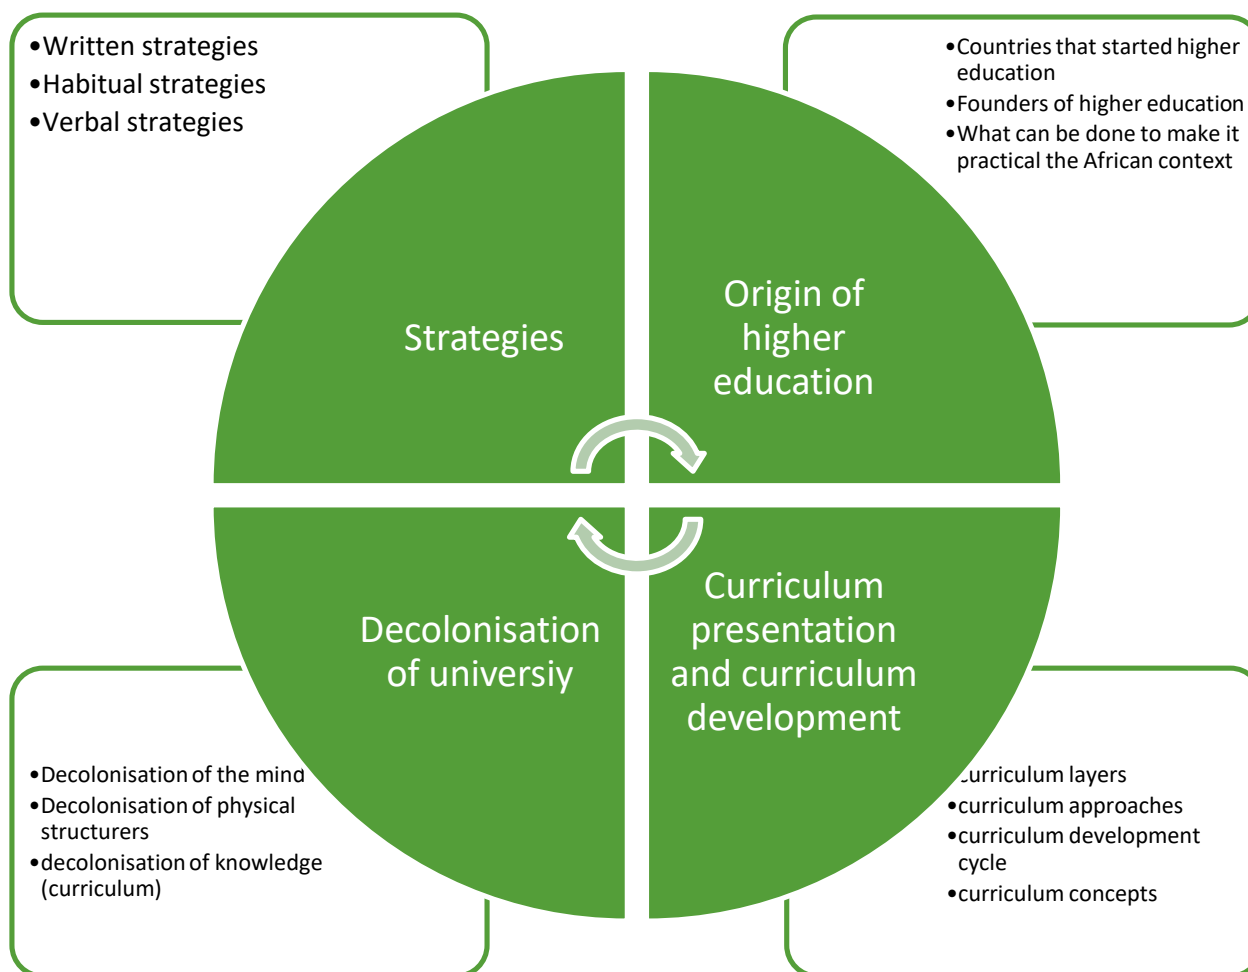 •Written strategies
•Habitual strategies
•Verbal strategies
•Countries that started higher
education
•Founders of higher education
•What can be done to make it
practical the African context
Strategies
Origin of
higher
education
Decolonisation
of universiy
Curriculum
presentation
and curriculum
development
•Decolonisation of the mind
•Decolonisation of physical
structurers
•decolonisation of knowledge
(curriculum)
curriculum layers
•curriculum approaches
•curriculum development
cycle
•curriculum concepts